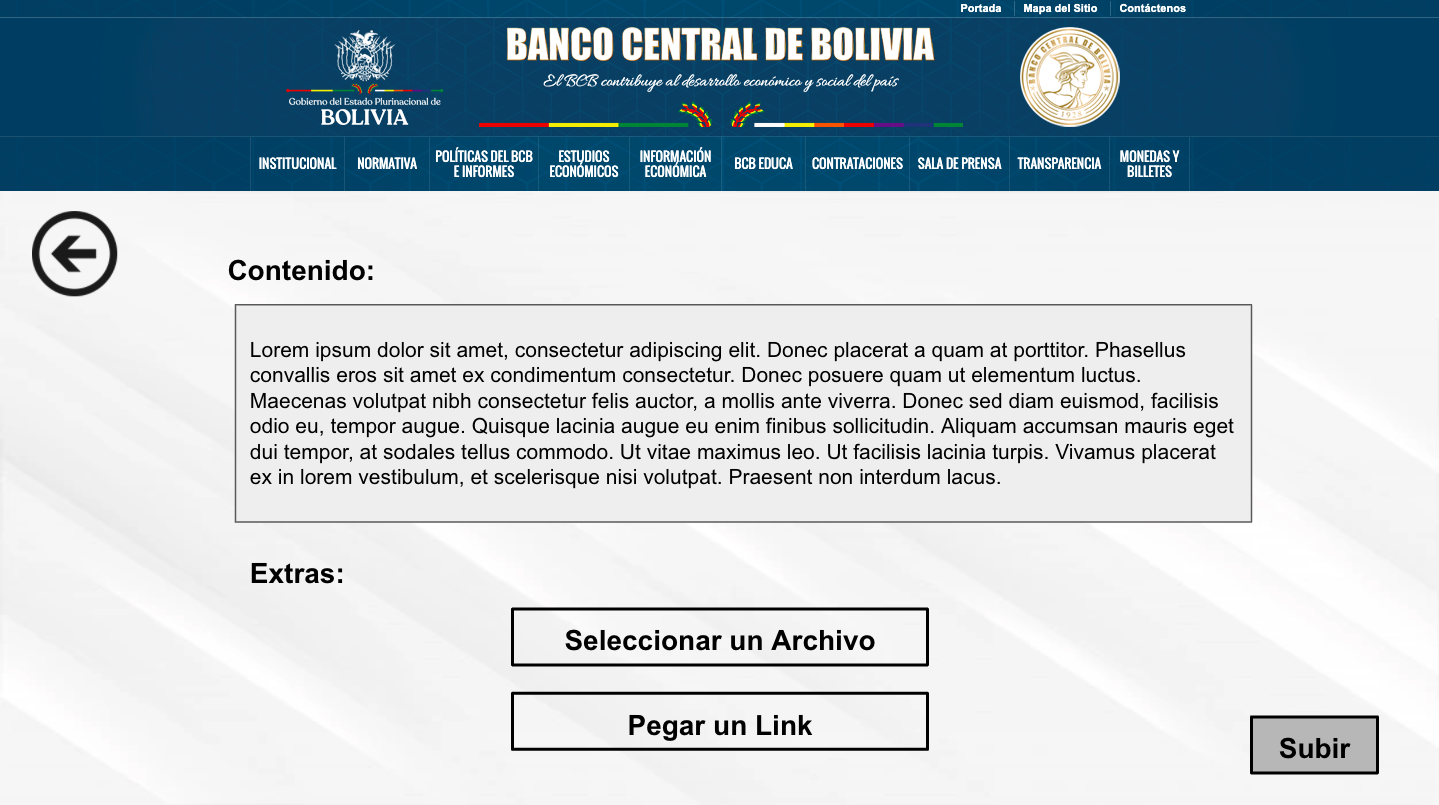 Portada Mapa del Sitio Contáctenos
BANCO CENTRAL DE BOLIVIA
El BCB contribuye al desarrollo económico y social del país
Gobierno del Estado Plurinacional de
BOLIVIA
BANCO CENTRAL DE BOLIVIA
1928
INSTITUCIONAL
NORMATIVA
POLÍTICAS DEL BCB
E INFORMES
ESTUDIOS
ECONÓMICOS
INFORMACIÓN
ECONÓMICA
BCB EDUCA
CONTRATACIONES
SALA DE PRENSA
TRANSPARENCIA
MONEDAS Y
BILLETES
Contenido:
Lorem ipsum dolor sit amet, consectetur adipiscing elit. Donec placerat a quam at porttitor. Phasellus
convallis eros sit amet ex condimentum consectetur. Donec posuere quam ut elementum luctus.
Maecenas volutpat nibh consectetur felis auctor, a mollis ante viverra. Donec sed diam euismod, facilisis
odio eu, tempor augue. Quisque lacinia augue eu enim finibus sollicitudin. Aliquam accumsan mauris eget
dui tempor, at sodales tellus commodo. Ut vitae maximus leo. Ut facilisis lacinia turpis. Vivamus placerat
ex in lorem vestibulum, et scelerisque nisi volutpat. Praesent non interdum lacus.
Extras:
Seleccionar un Archivo
Pegar un Link
Subir